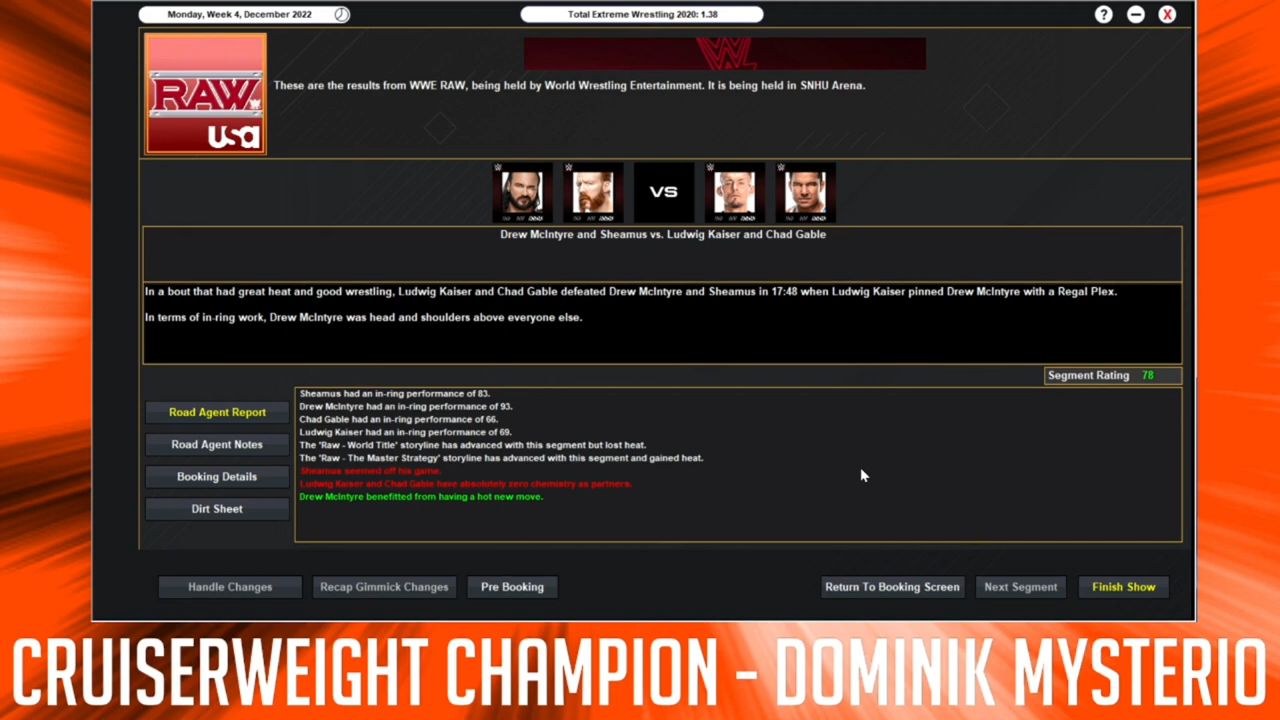 Monday, Week 4, December 2022
Total Extreme Wrestling 2020: 1.38
?
X
RAW
USA
These are the results from WWE RAW, being held by World Wrestling Entertainment. It is being held in SNHU Arena.
VS
Drew McIntyre and Sheamus vs. Ludwig Kaiser and Chad Gable
In a bout that had great heat and good wrestling, Ludwig Kaiser and Chad Gable defeated Drew McIntyre and Sheamus in 17:48 when Ludwig Kaiser pinned Drew McIntyre with a Regal Plex.
In terms of in-ring work, Drew McIntyre was head and shoulders above everyone else.
Segment Rating 78
Road Agent Report
Road Agent Notes
Booking Details
Dirt Sheet
Sheamus had an in-ring performance of 83.
Drew McIntyre had an in-ring performance of 93.
Chad Gable had an in-ring performance of 66.
Ludwig Kaiser had an in-ring performance of 69.
The 'Raw - World Title' storyline has advanced with this segment but lost heat.
The 'Raw - The Master Strategy' storyline has advanced with this segment and gained heat.
Sheamus seemed off his game.
Ludwig Kaiser and Chad Gable have absolutely zero chemistry as partners.
Drew McIntyre benefitted from having a hot new move.
Handle Changes
Recap Gimmick Changes
Pre Booking
Return To Booking Screen
Next Segment
Finish Show
CRUISERWEIGHT CHAMPION - DOMINIK MYSTERIO